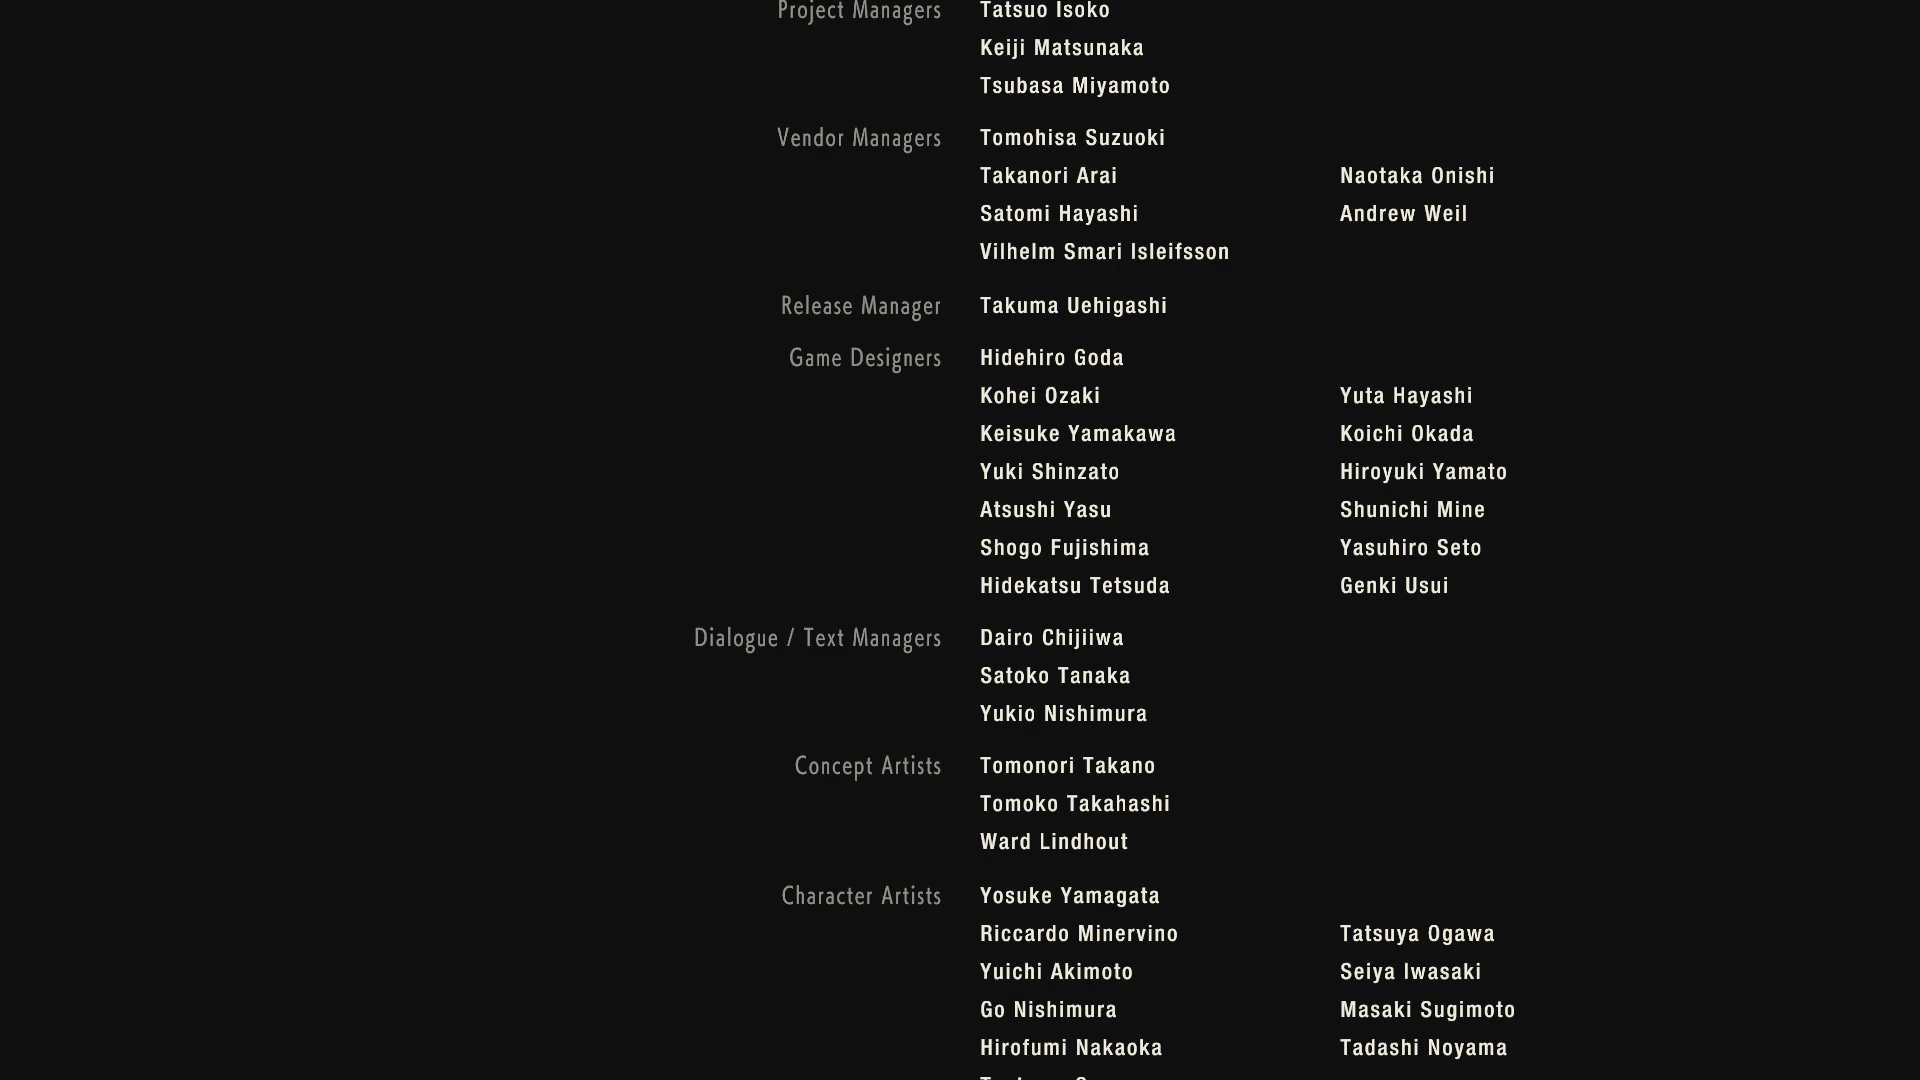 Project Managers Tatsuo Isoko
Keiji Matsunaka
Tsubasa Miyamoto
Vendor Managers Tomohisa Suzuoki
Takanori Arai Naotaka Onishi
Satomi Hayashi Andrew Weil
Vilhelm Smari Isleifsson
Release Manager Takuma Uehigashi
Game Designers Hidehiro Goda
Kohei Ozaki Yuta Hayashi
Keisuke Yamakawa Koichi Okada
Yuki Shinzato Hiroyuki Yamato
Atsushi Yasu Shunichi Mine
Shogo Fujishima Yasuhiro Seto
Hidekatsu Tetsuda Genki Usui
Dialogue / Text Managers Dairo Chijiiwa
Satoko Tanaka
Yukio Nishimura
Concept Artists Tomonori Takano
Tomoko Takahashi
Ward Lindhout
Character Artists Yosuke Yamagata
Riccardo Minervino Tatsuya Ogawa
Yuichi Akimoto Seiya Iwasaki
Go Nishimura Masaki Sugimoto
Hirofumi Nakaoka Tadashi Noyama